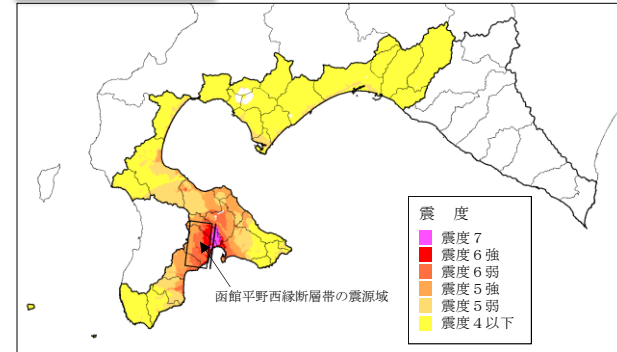 函館平野西縁断層帯の震源域
震 度
震度７
震度６強
震度６弱
震度５強
震度５弱
震度４以下